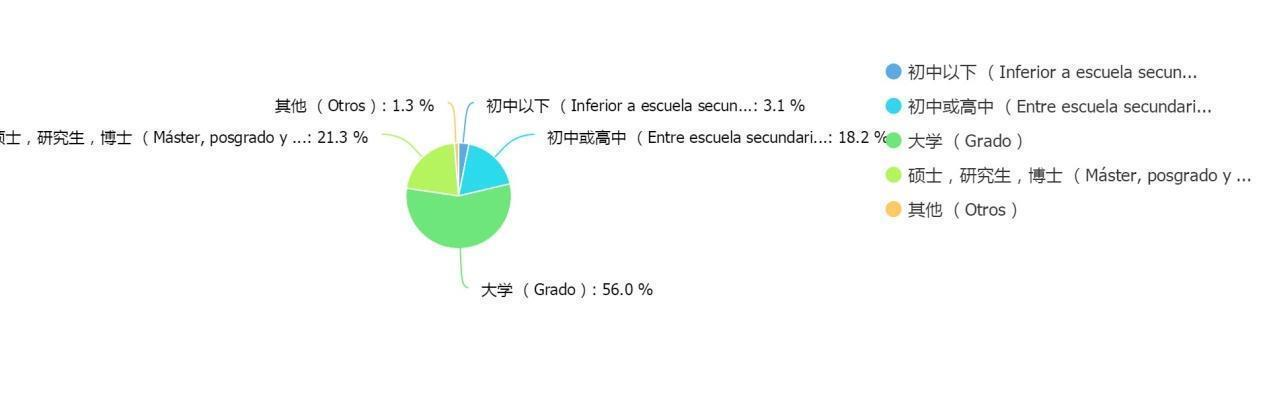 其他 （ Otros ) : 1.3 %
初中以下 （ Inferior a escuela secun...: 3.1 %
士，研究生，博士 （ Máster, posgrado y ...: 21.3 %
初中或高中 （ Entre escuela secundari...: 18.2 %
大学 （ Grado ) : 56.0 %
初中以下 （ Inferior a escuela secun...
初中或高中 （ Entre escuela secundari...
大学 （ Grado ）
硕士，研究生，博士 （ Máster, posgrado y ...
其他 （ Otros ）